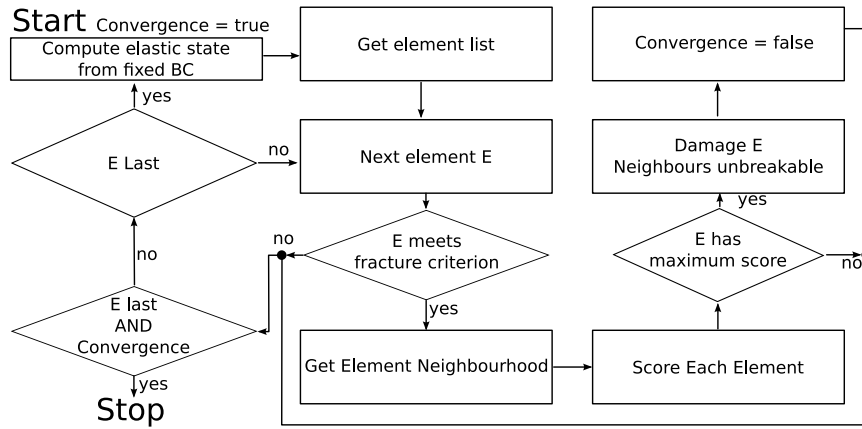 Start Convergence = true
Compute elastic state
from fixed BC
Get element list
Convergence = false
yes
E Last
no
Next element E
Damage E
Neighbours unbreakable
yes
no
E meets
fracture criterion
no
E has
maximum score
no
E last
AND
Convergence
yes
yes
Stop
Get Element Neighbourhood
Score Each Element